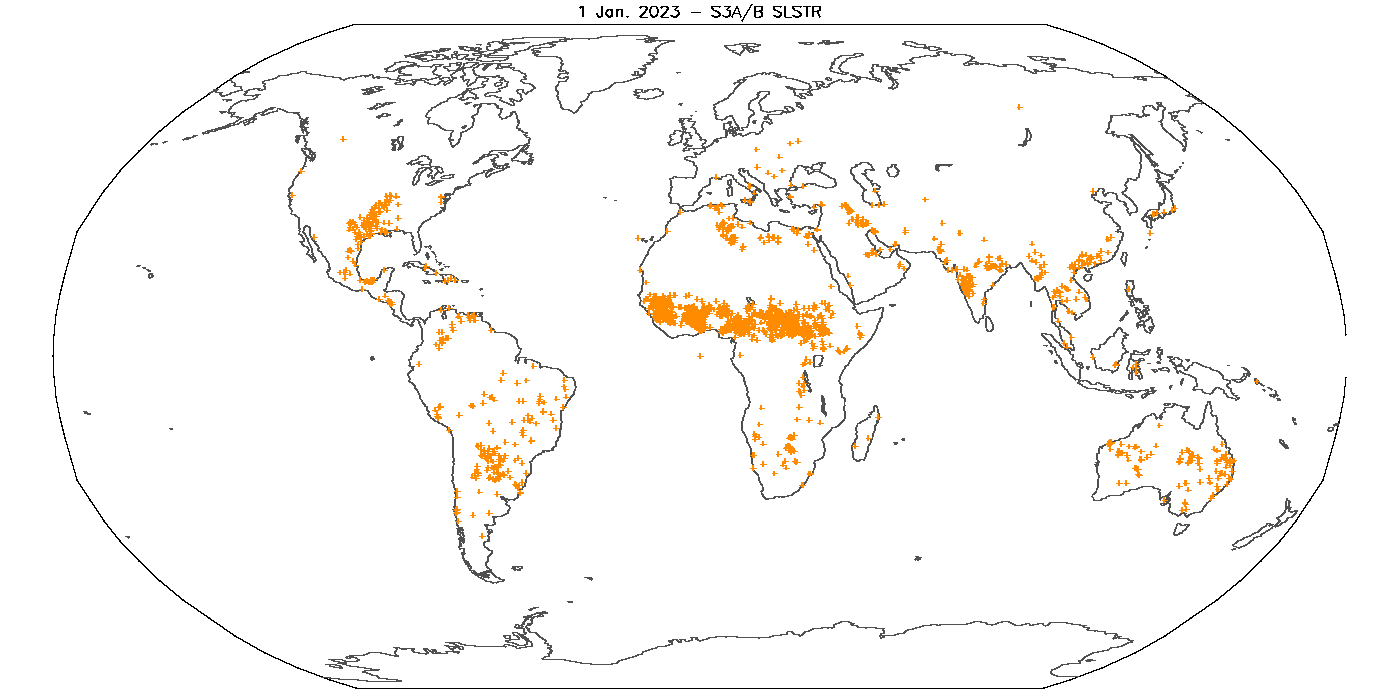 1 Jan. 2023 – S3A/B SLSTR